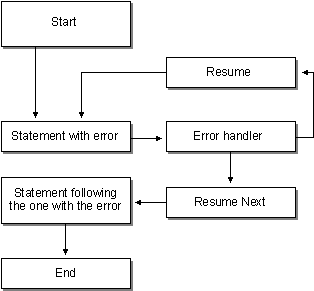 Start
Resume
Statement with error
Error handler
Statement following
the one with the error
Resume Next
End